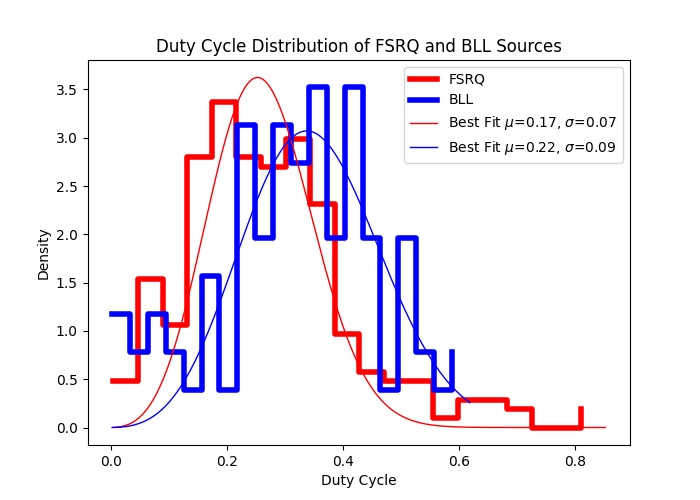 Duty Cycle Distribution of FSRQ and BLL Sources
FSRQ
BLL
Best Fit μ=0.17, σ=0.07
Best Fit μ=0.22, σ=0.09
3.5
3.0
2.5
2.0
1.5
1.0
0.5
0.0
Density
0.0 0.2 0.4 0.6 0.8
Duty Cycle